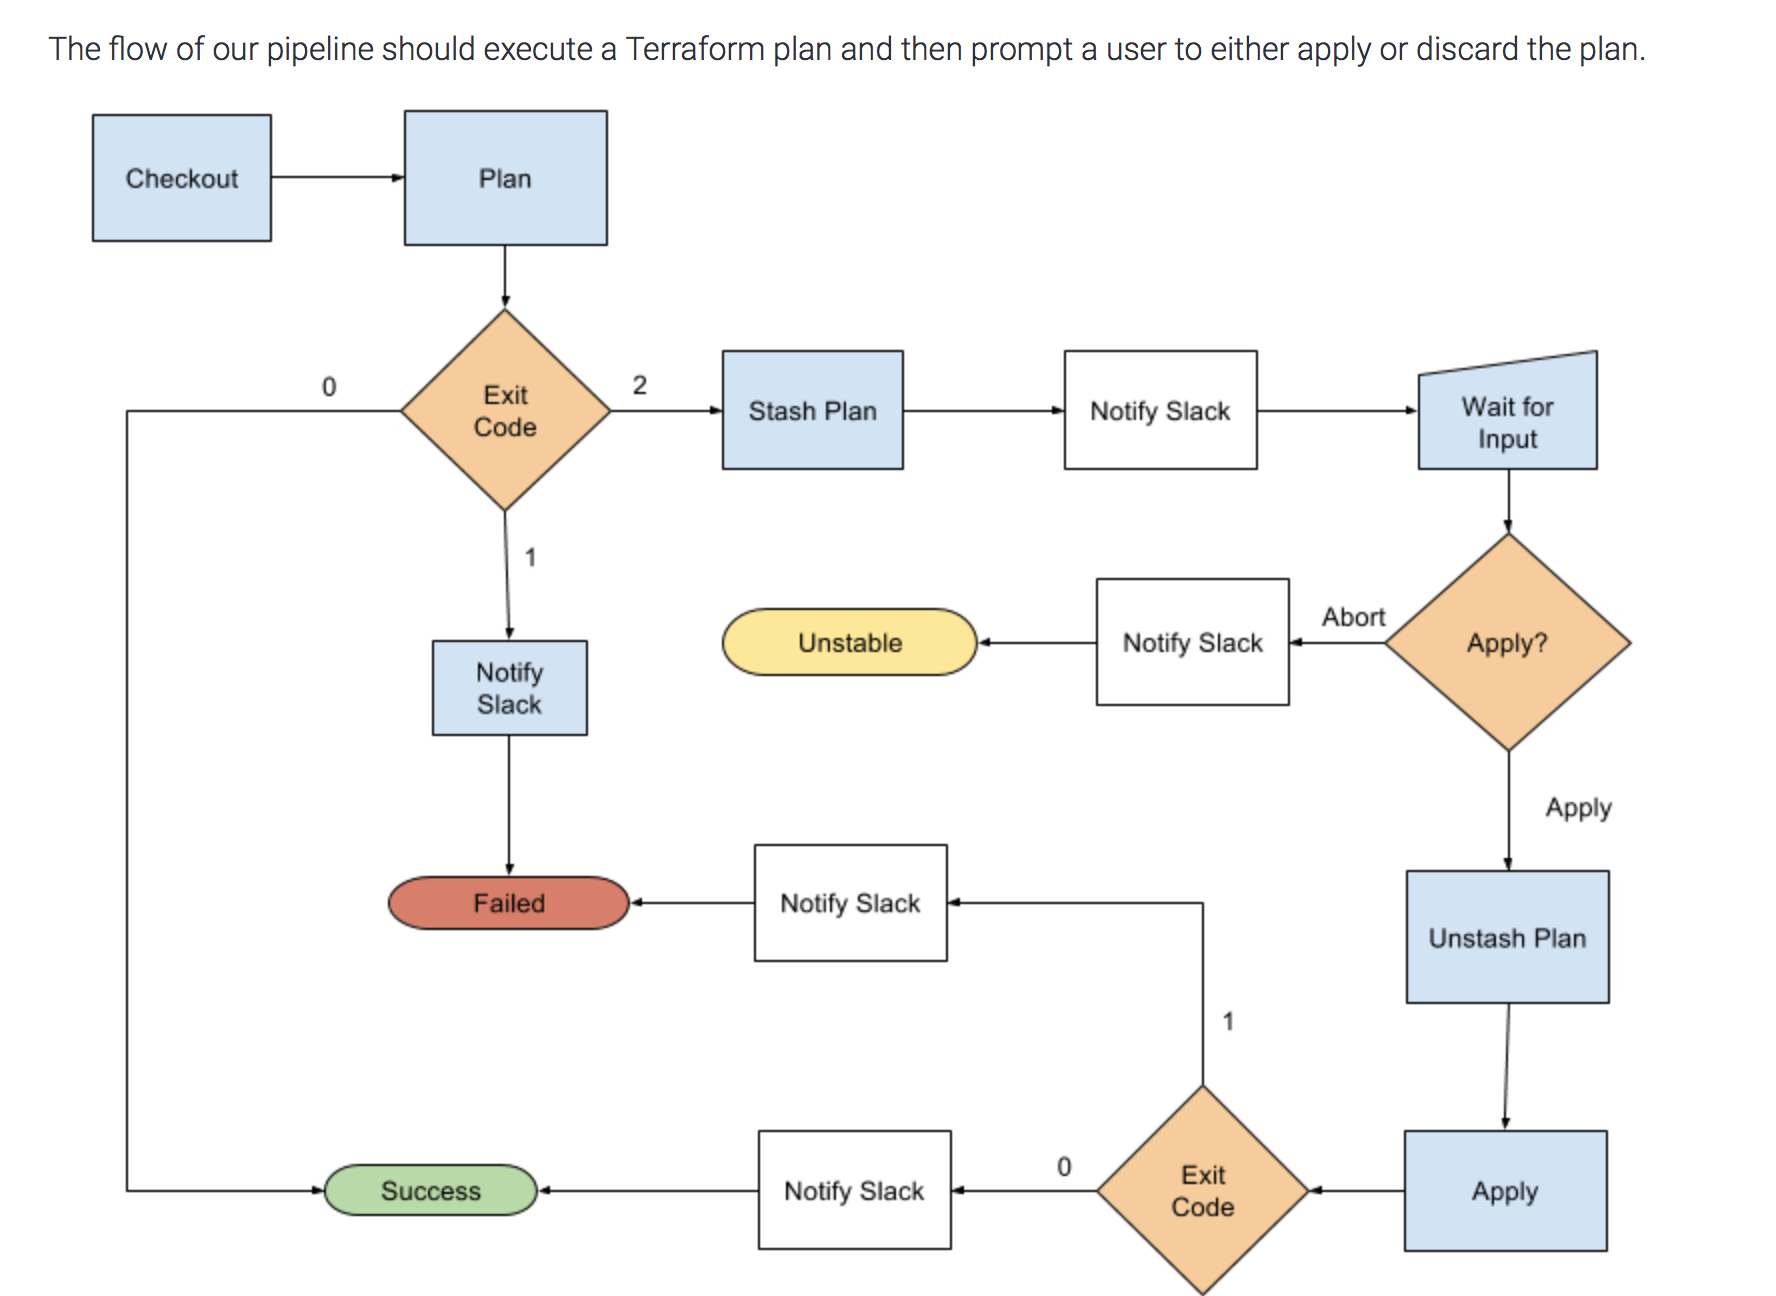 The flow of our pipeline should execute a Terraform plan and then prompt a user to either apply or discard the plan.
Checkout
Plan
0
Exit
Code
2
Stash Plan
Notify Slack
Wait for
Input
1
Unstable
Notify Slack
Abort
Apply?
Notify
Slack
Apply
Failed
Notify Slack
Unstash Plan
1
Success
Notify Slack
0
Exit
Code
Apply